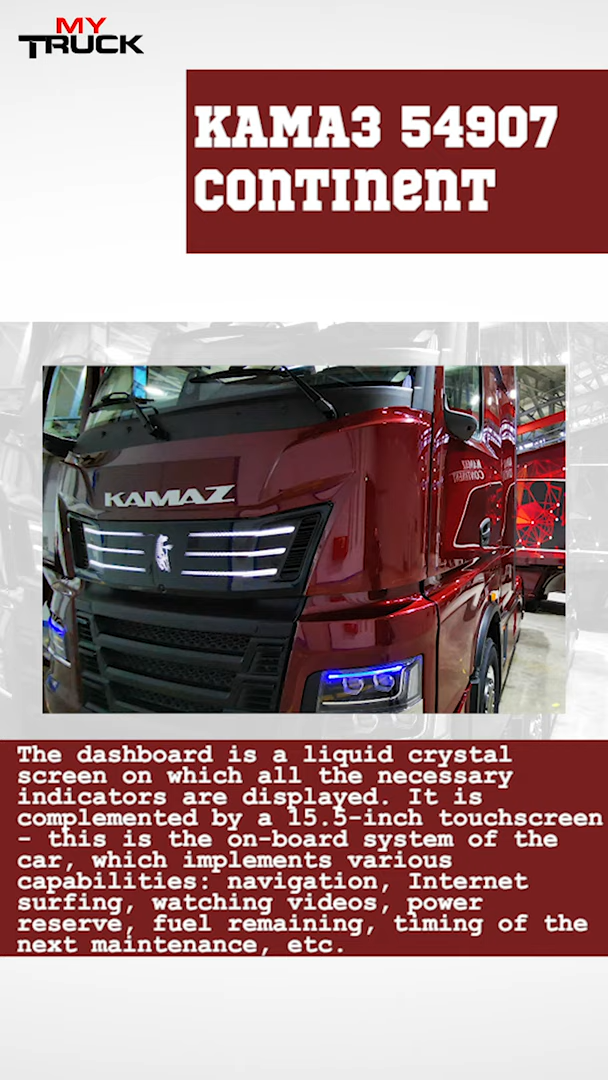 MY
TRUCK
KAMA3 54907
CONTINENT
KAMAZ
KAMAZ
CONTINENT
The dashboard is a liquid crystal
screen on which all the necessary
indicators are displayed. It is
complemented by a 15.5-inch touchscreen
- this is the on-board system of the
car, which implements various
capabilities: navigation, Internet
surfing, watching videos, power
reserve, fuel remaining, timing of the
next maintenance, etc.